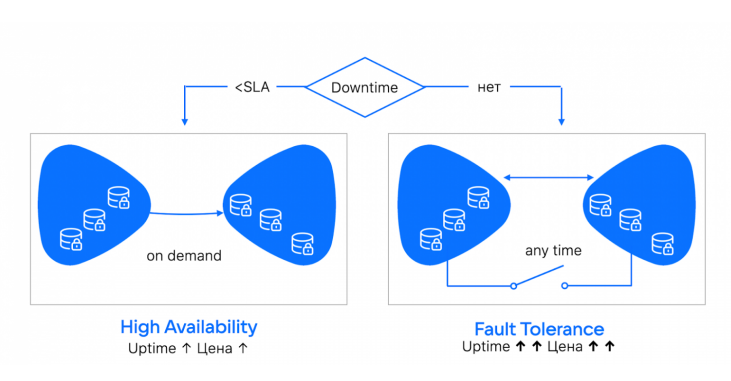 <SLA
Downtime
нет
on demand
any time
High Availability
Uptime ↑ Цена ↑
Fault Tolerance
Uptime ↑ ↑ Цена ↑ ↑